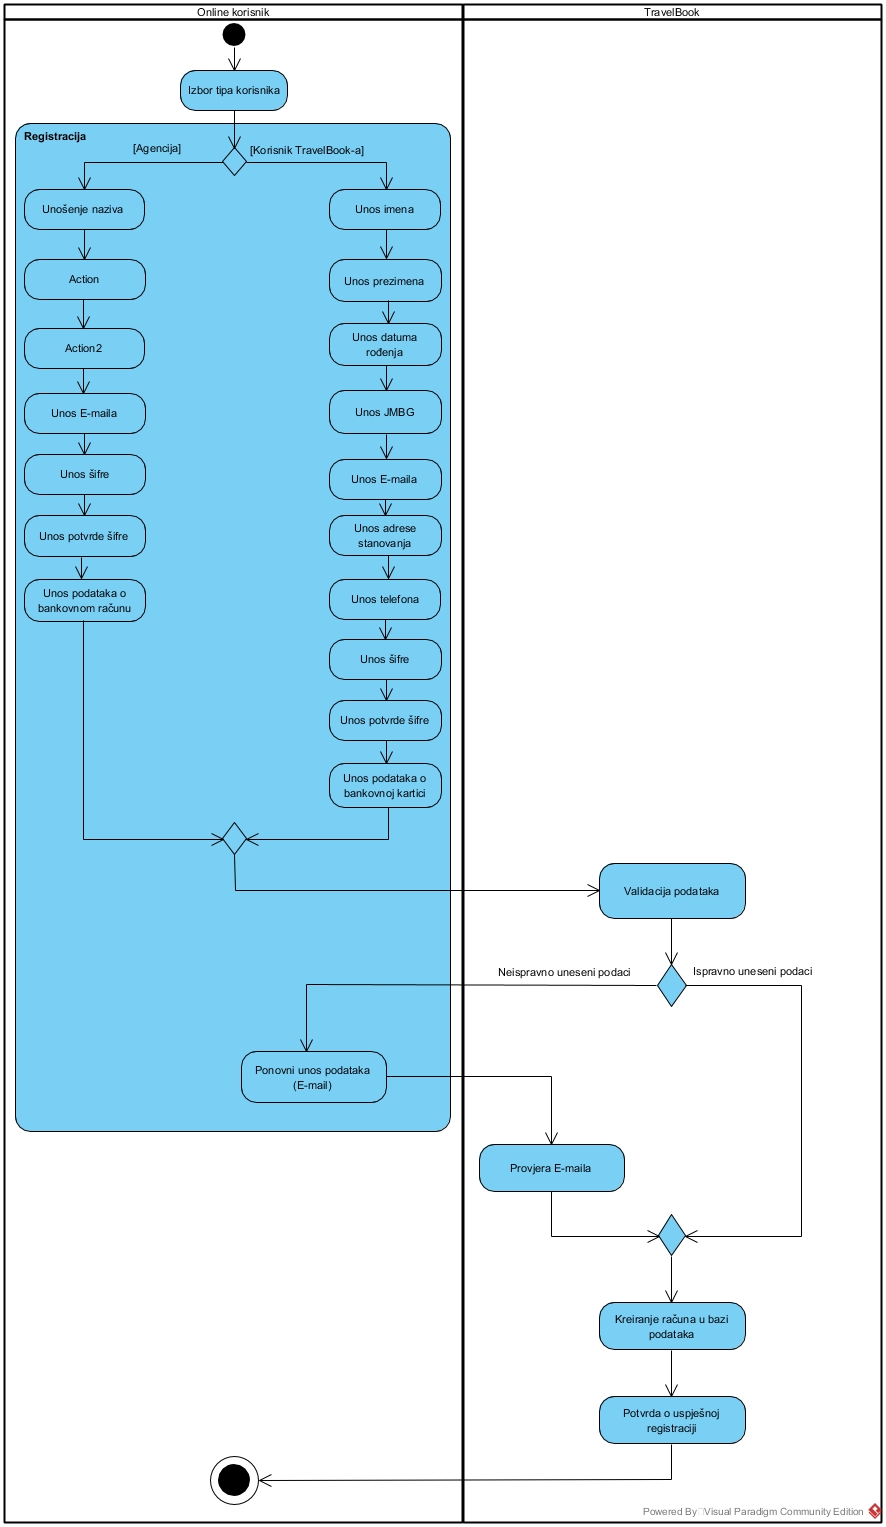 Online korisnik
TravelBook
Izbor tipa korisnika
Registracija
[Agencija]
[Korisnik TravelBook-a]
Unošenje naziva
Action
Action2
Unos E-maila
Unos šifre
Unos potvrde šifre
Unos podataka o
bankovnom računu
Unos imena
Unos prezimena
Unos datuma
rođenja
Unos JMBG
Unos E-maila
Unos adrese
stanovanja
Unos telefona
Unos šifre
Unos potvrde šifre
Unos podataka o
bankovnoj kartici
Validacija podataka
Neispravno uneseni podaci
Ispravno uneseni podaci
Ponovni unos podataka
(E-mail)
Provjera E-maila
Kreiranje računa u bazi
podataka
Potvrda o uspješnoj
registraciji
Powered By Visual Paradigm Community Edition